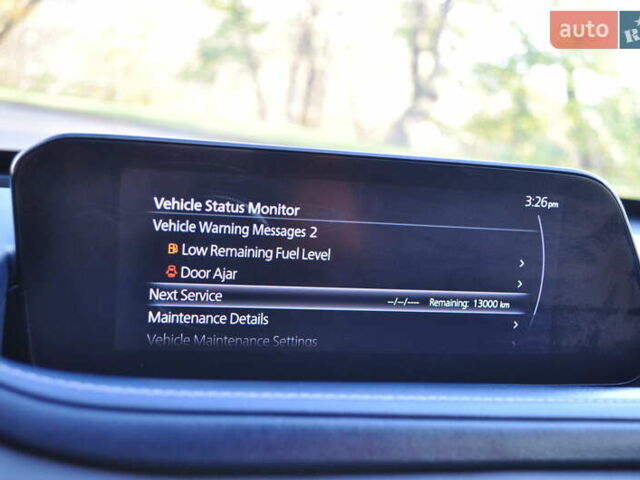 auto
R
Vehicle Status Monitor
3:26pm
Vehicle Warning Messages 2
Low Remaining Fuel Level
Door Ajar
Next Service --/--/---- Remaining: 13000 km
Maintenance Details
Vehicle Maintenance Settings